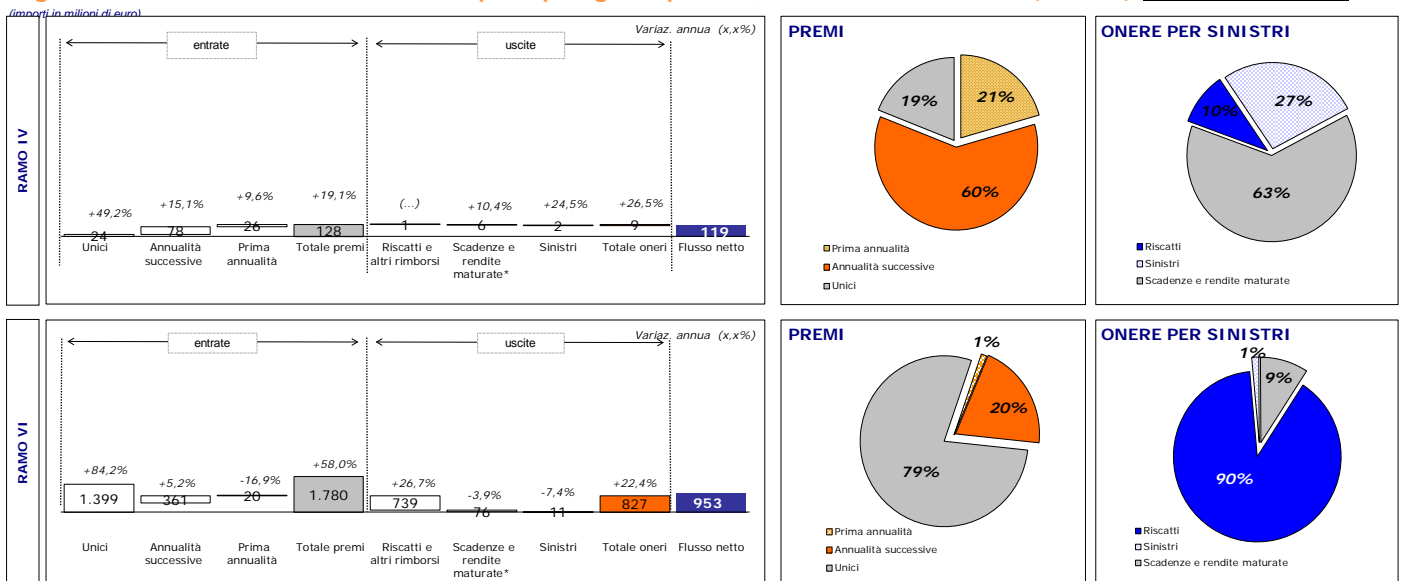 (importi in milioni di euro)
RAMO IV
Variaz. annua (x,x%)
entrate
uscite
+49,2%
+15,1%
+9,6%
+19,1%
(...)
+10,4%
+24,5%
+26,5%
24
78
26
128
1
6
2
9
119
Unici
Annualità successive
Prima annualità
Totale premi
Riscatti e altri rimborsi
Scadenze e rendite maturate*
Sinistri
Totale oneri
Flusso netto
PREMI
19%
21%
60%
Prima annualità
Annualità successive
Unici
ONERE PER SINISTRI
10%
27%
63%
Riscatti
Sinistri
Scadenze e rendite maturate
RAMO VI
Variaz. annua (x,x%)
entrate
uscite
+84,2%
+5,2%
-16,9%
+58,0%
+26,7%
-3,9%
-7,4%
+22,4%
1.399
361
20
1.780
739
76
11
827
953
Unici
Annualità successive
Prima annualità
Totale premi
Riscatti e altri rimborsi
Scadenze e rendite maturate*
Sinistri
Totale oneri
Flusso netto
PREMI
1%
20%
79%
Prima annualità
Annualità successive
Unici
ONERE PER SINISTRI
1%
9%
90%
Riscatti
Sinistri
Scadenze e rendite maturate